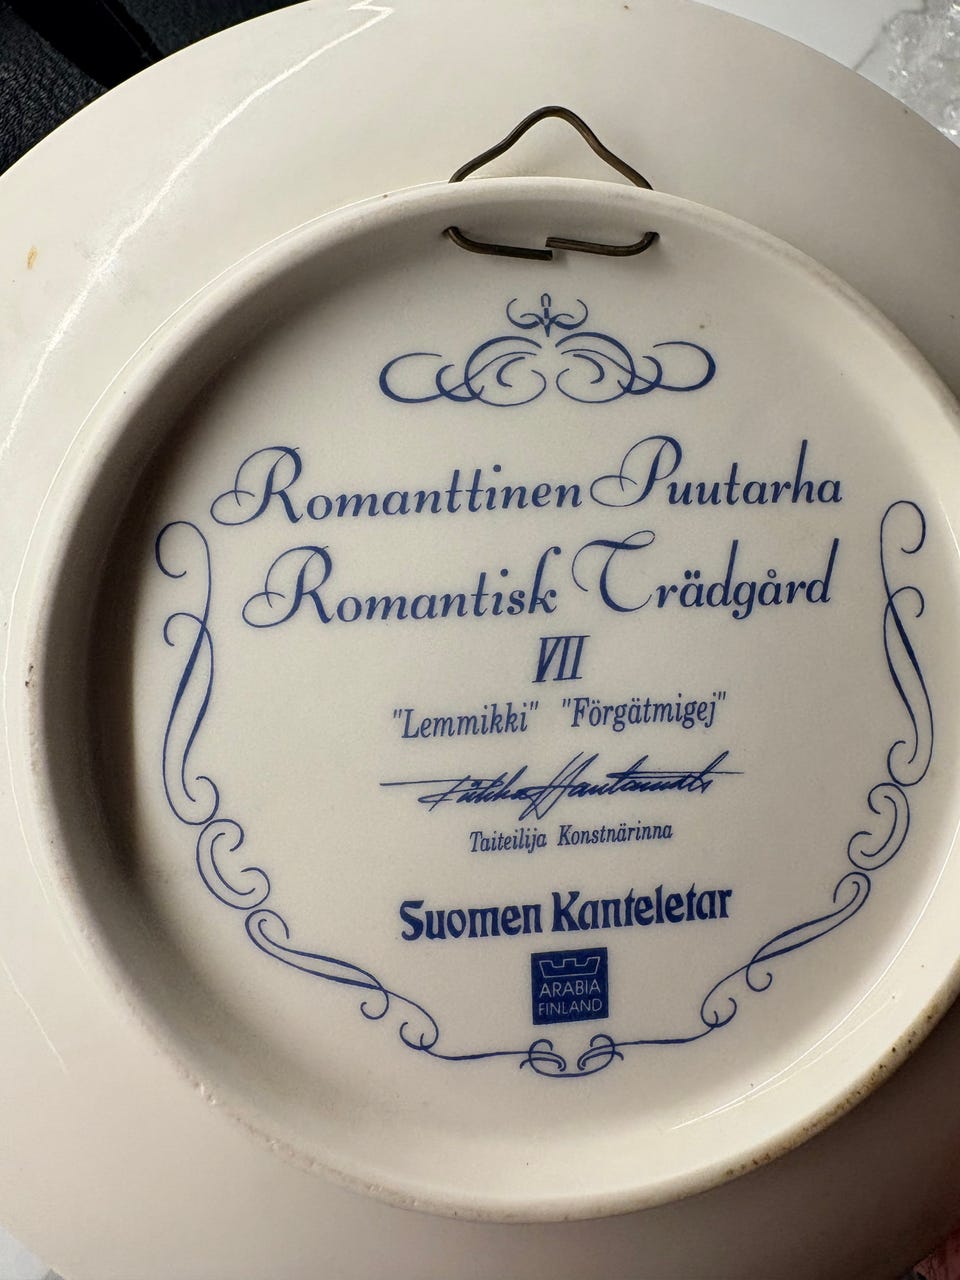 Romanttinen Puutarha
Romantisk Trädgård
VII
"Lemmikki" "Förgätmigej"
Taiteilija Konstnärinna
Suomen Kanteletar
ARABIA
FINLAND